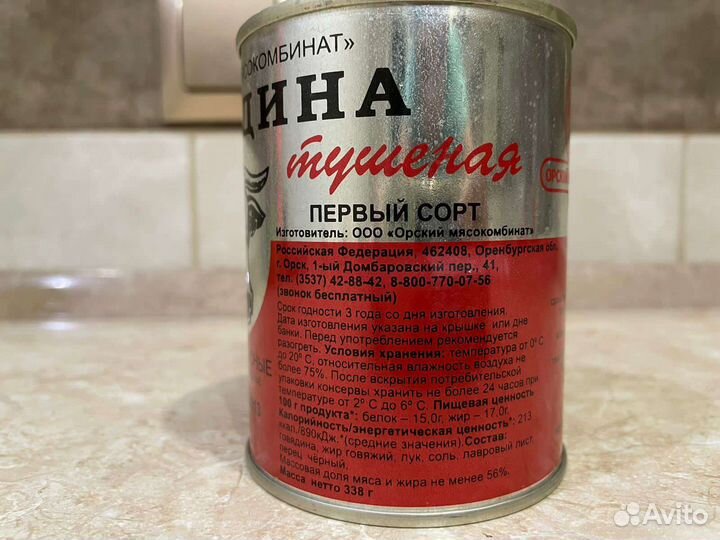 СОКОМБИНАТ»
ДИНА
тушеная
ОРСКИЙ
ПЕРВЫЙ СОРТ
Изготовитель: ООО «Орский мясокомбинат»
Российская Федерация, 462408, Оренбургская обл.,
г. Орск, 1-ый Домбаровский пер., 41,
тел. (3537) 42-88-42, 8-800-770-07-56
(звонок бесплатный)
Срок годности 3 года со дня изготовления.
Дата изготовления указана на крышке или дне
банки. Перед употреблением рекомендуется
разогреть. Условия хранения: температура от 0° С
до 20° С, относительная влажность воздуха не
более 75%. После вскрытия потребительской
упаковки консервы хранить не более 24 часов при
температуре от 2° С до 6° С. Пищевая ценность
100 г продукта*: белок – 15,0г, жир – 17,0г.
Калорийность/энергетическая ценность*: 213
ккал/890кДж.*(средние значения).Состав:
говядина, жир говяжий, лук, соль, лавровый лист,
перец чёрный.
Массовая доля мяса и жира не менее 56%.
Масса нетто 338 г
НЫЕ
Avito